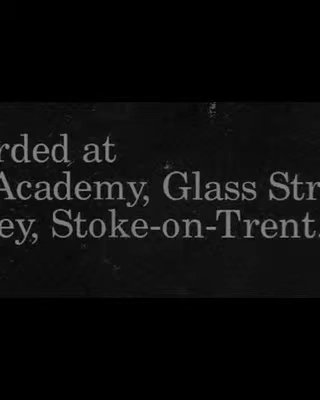 rded at
Academy, Glass Str
ey, Stoke-on-Trent.